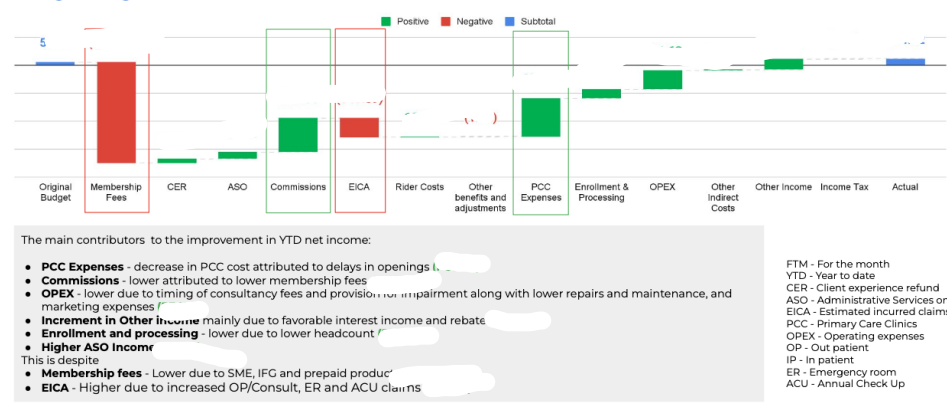 Positive Negative Subtotal
5
Original Budget
Membership Fees
CER
ASO
Commissions
EICA
Rider Costs
Other benefits and adjustments
PCC Expenses
Enrollment & Processing
OPEX
Other Indirect Costs
Other Income
Income Tax
Actual
The main contributors to the improvement in YTD net income:
● PCC Expenses - decrease in PCC cost attributed to delays in openings
● Commissions - lower attributed to lower membership fees
● OPEX - lower due to timing of consultancy fees and provision for impairment along with lower repairs and maintenance, and
marketing expenses
● Increment in Other income mainly due to favorable interest income and rebate
● Enrollment and processing - lower due to lower headcount
● Higher ASO Income
This is despite
● Membership fees - Lower due to SME, IFG and prepaid
● EICA - Higher due to increased OP/Consult, ER and ACU claims
FTM - For the month
YTD - Year to date
CER - Client experience refund
ASO - Administrative Services on
EICA - Estimated incurred claims
PCC - Primary Care Clinics
OPEX - Operating expenses
OP - Out patient
IP - In patient
ER - Emergency room
ACU - Annual Check Up